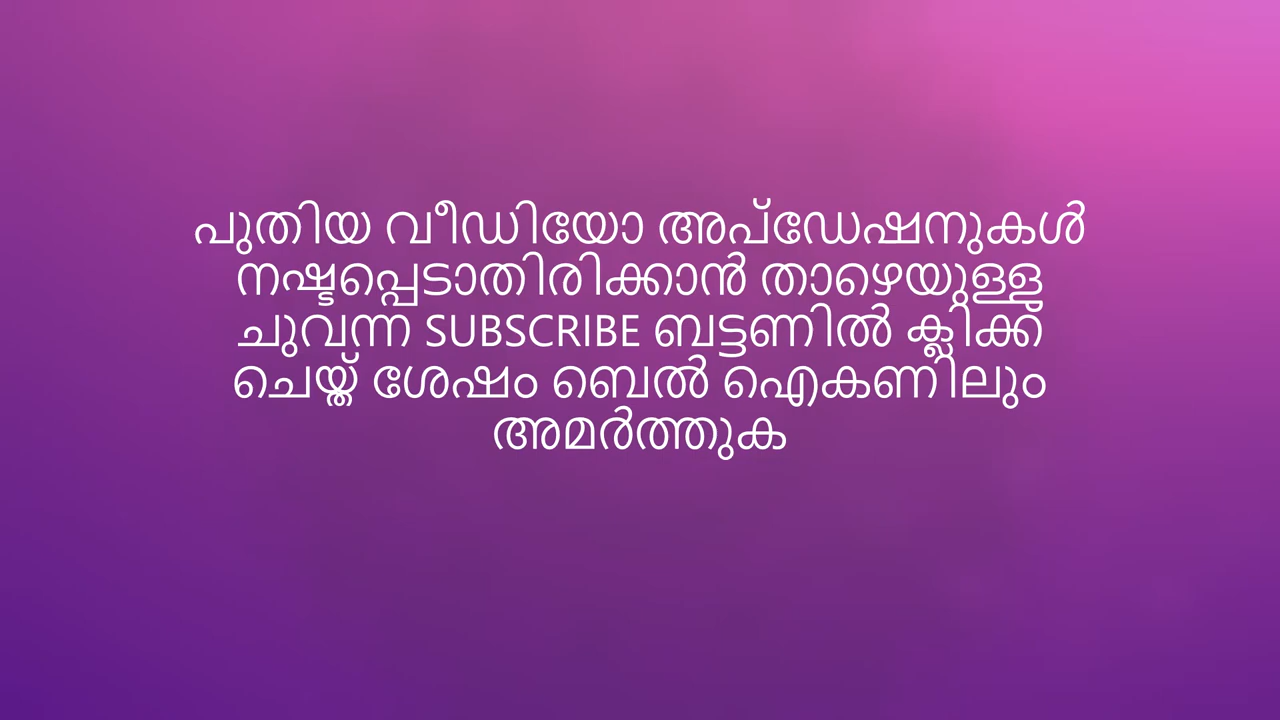 പുതിയ വീഡിയോ അപ്ഡേഷനുകൾ
നഷ്ടപ്പെടാതിരിക്കാൻ താഴെയുള്ള
ചുവന്ന SUBSCRIBE ബട്ടണിൽ ക്ലിക്ക്
ചെയ്ത് ശേഷം ബെൽ ഐകണിലും
അമർത്തുക